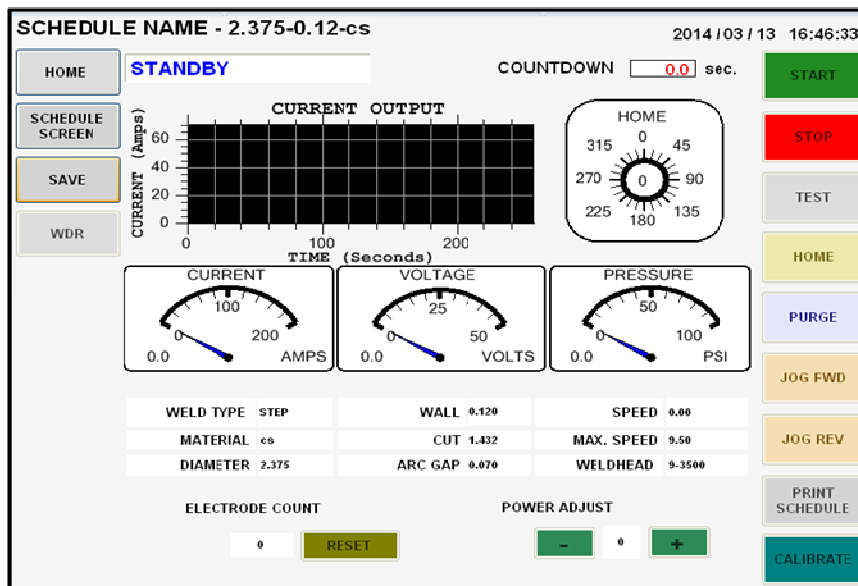 SCHEDULE NAME - 2.375-0.12-cs
2014/03/13 16:46:33
HOME
STANDBY
COUNTDOWN 0.0 sec.
START
SCHEDULE
SCREEN
SAVE
WDR
CURRENT OUTPUT
CURRENT (Amps)
60
40
20
0
0 100 200
TIME (Seconds)
HOME
0
315 45
270 0 90
225 135
180
STOP
TEST
HOME
PURGE
JOG FWD
JOG REV
PRINT
SCHEDULE
CALIBRATE
CURRENT
100
0 200
0.0 AMPS
VOLTAGE
25
0 50
0.0 VOLTS
PRESSURE
50
0 100
0.0 PSI
WELD TYPE STEP WALL 0.120 SPEED 0.00
MATERIAL cs CUT 1.432 MAX. SPEED 9.50
DIAMETER 2.375 ARC GAP 0.070 WELDHEAD 9-3500
ELECTRODE COUNT
0 RESET
POWER ADJUST
- 0 +